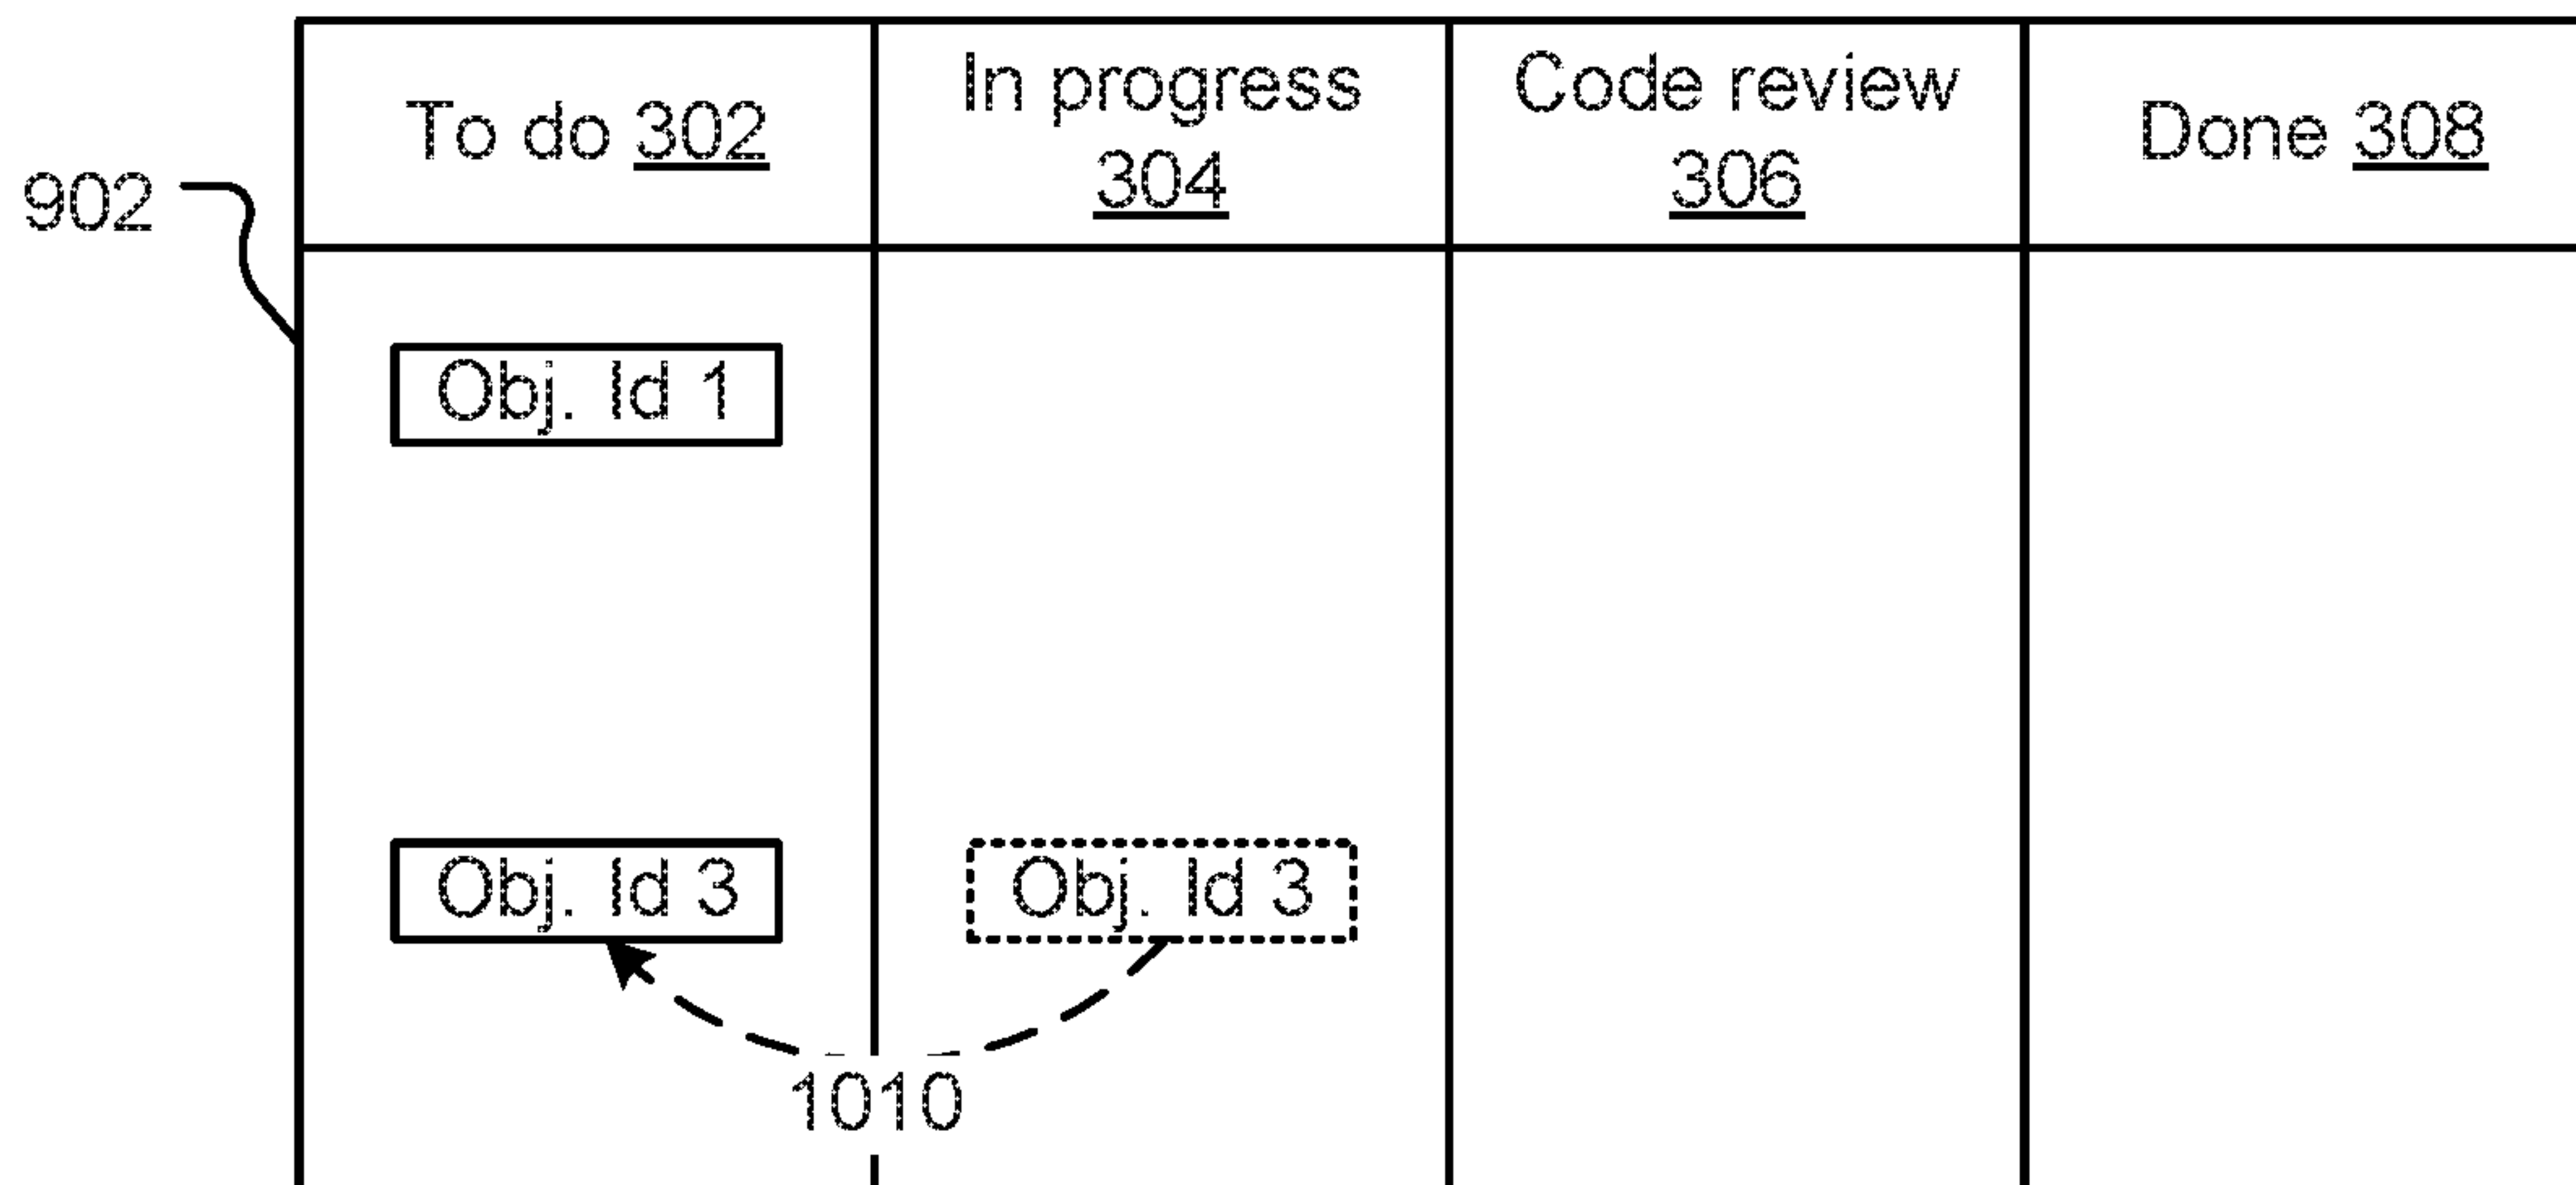 To do 302
In progress
304
Code review
306
Done 308
902
Obj. Id 1
Obj. Id 3
Obj. Id 3
1010